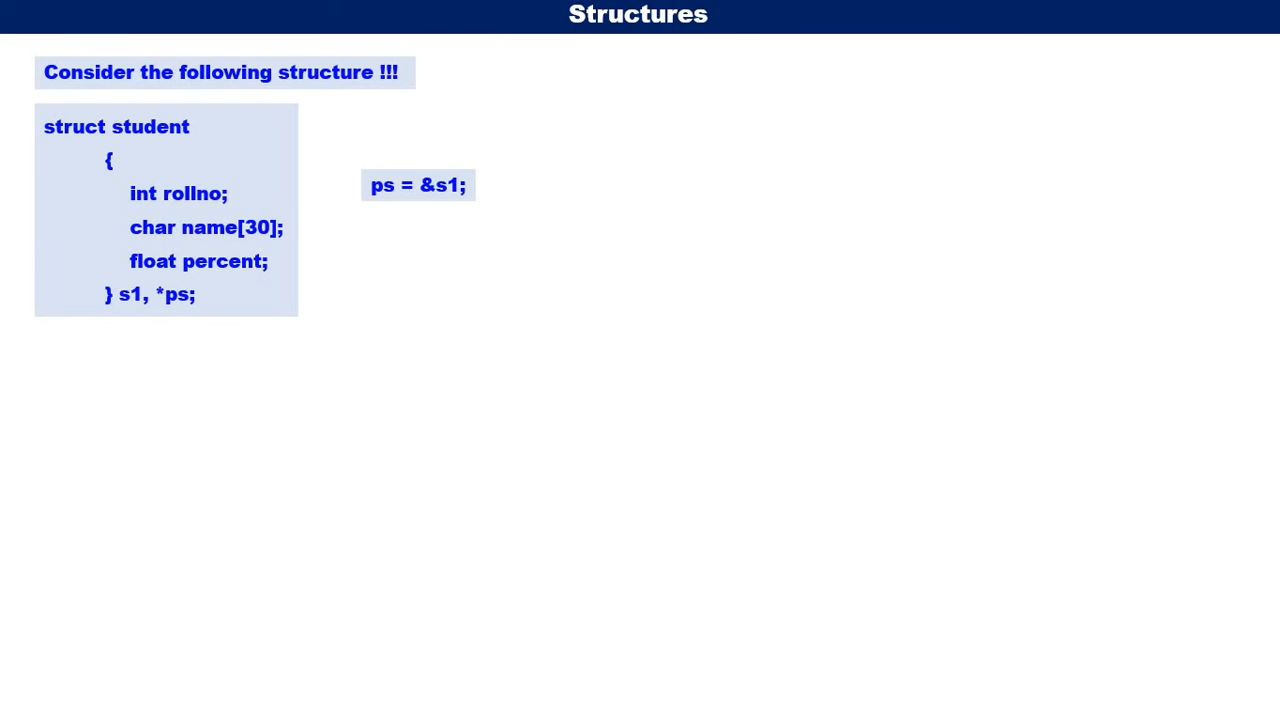 Structures
Consider the following structure !!!
struct student
{
int rollno;
char name[30];
float percent;
} s1, *ps;
ps = &s1;